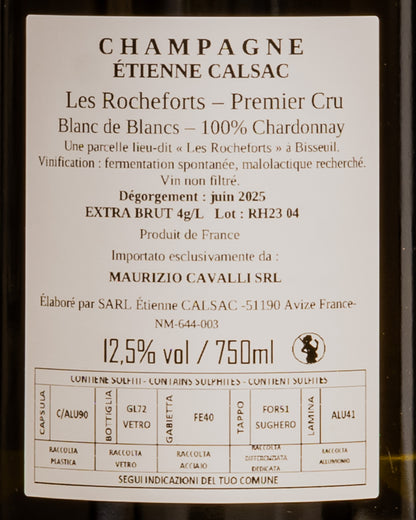 CHAMPAGNE
ÉTIENNE CALSAC
Les Rocheforts – Premier Cru
Blanc de Blancs – 100% Chardonnay
Une parcelle lieu-dit « Les Rocheforts » à Bisseuil.
Vinification : fermentation spontanée, malolactique recherché.
Vin non filtré.
Dégorgement : juin 2025
EXTRA BRUT 4g/L Lot : RH23 04
Produit de France
Importato esclusivamente da :
MAURIZIO CAVALLI SRL
Élaboré par SARL Étienne CALSAC -51190 Avize France-
NM-644-003
12,5% vol / 750ml
CONTIENE SOLFITI - CONTAINS SULPHITES - CONTIENT SULFITES
CAPSULA C/ALU90 BOTTIGLIA GL72 VETRO GABIETTA FE40 TAPPO FOR51 SUGHERO LAMINA ALU41
RACCOLTA PLASTICA RACCOLTA VETRO RACCOLTA ACCIAIO RACCOLTA DIFFERENZIATA DEDICATA RACCOLTA ALLUMINIO
SEGUI INDICAZIONI DEL TUO COMUNE